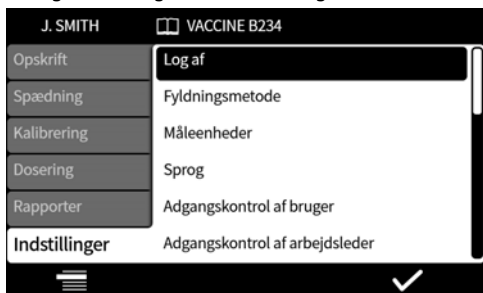 J. SMITH VACCINE B234
Opskrift
Log af
Spædning
Fyldningsmetode
Kalibrering
Måleenheder
Dosering
Sprog
Rapporter
Adgangskontrol af bruger
Indstillinger
Adgangskontrol af arbejdsleder